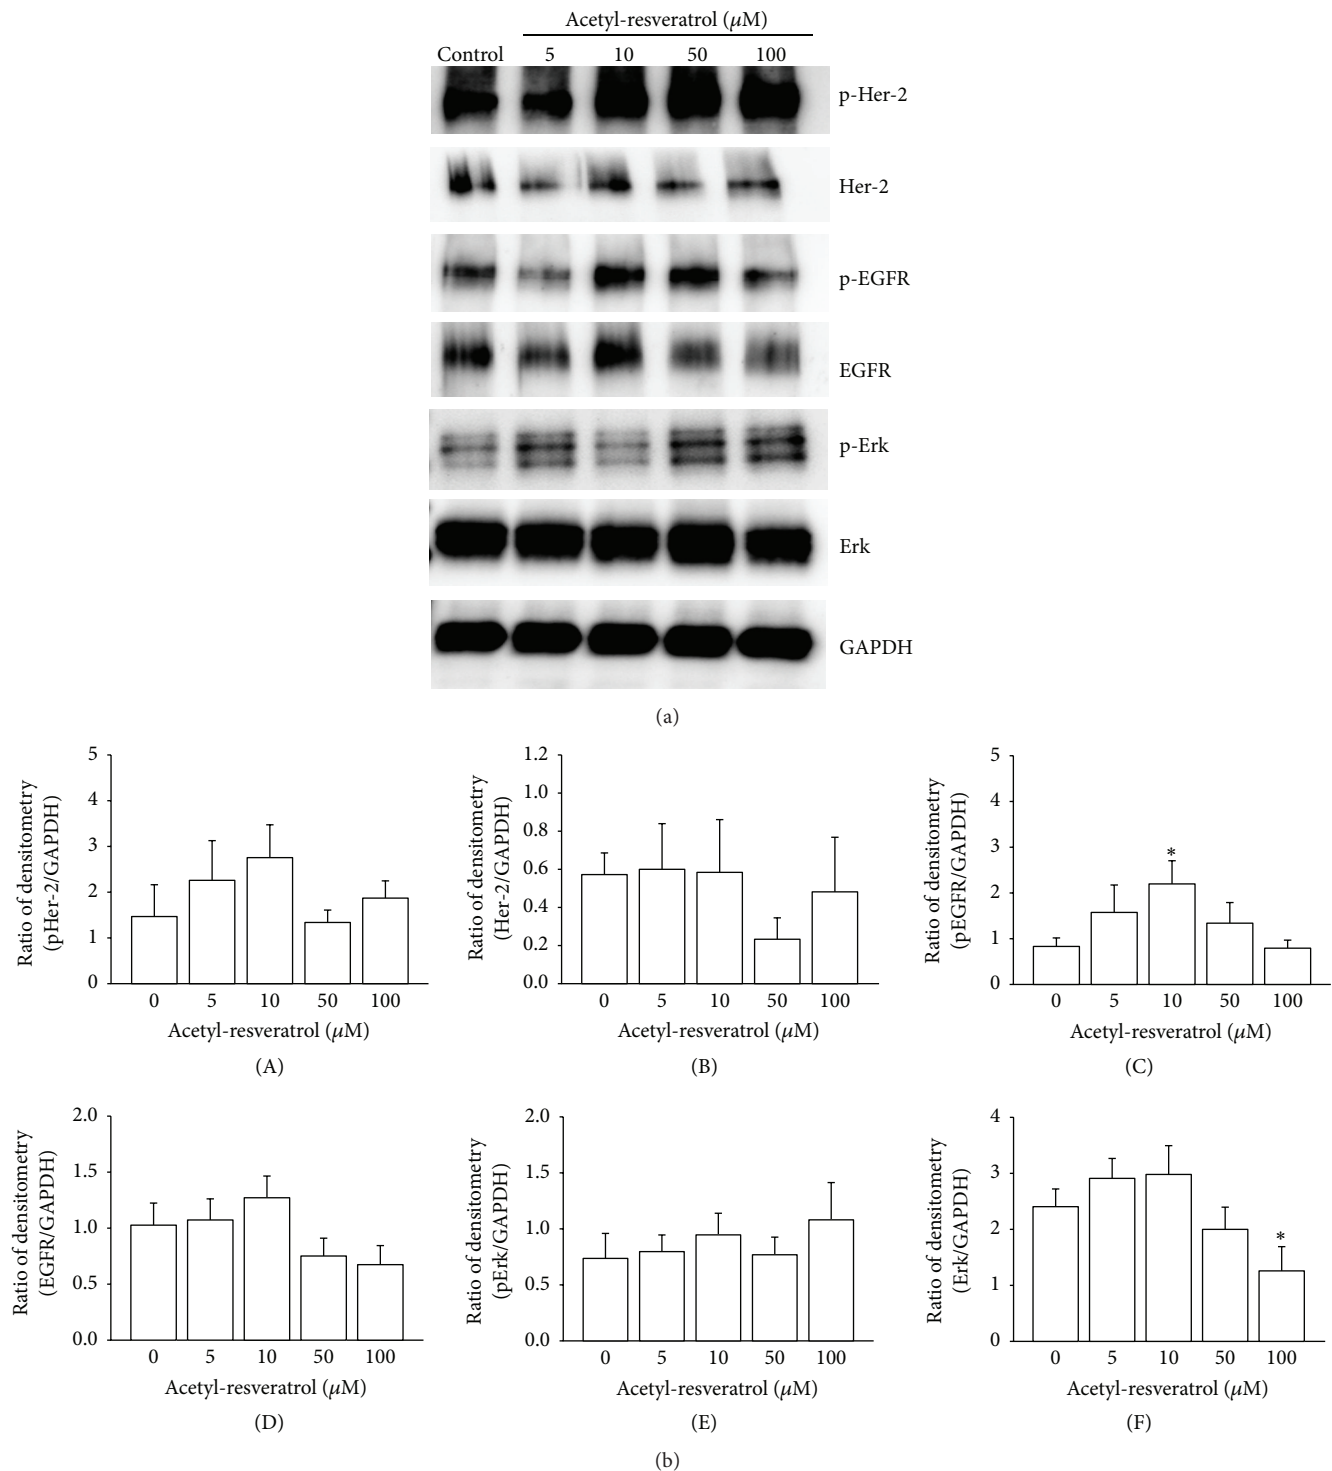 Acetyl-resveratrol (μM)
Control 5 10 50 100
p-Her-2
Her-2
p-EGFR
EGFR
p-Erk
Erk
GAPDH
(a)
Ratio of densitometry
(pHer-2/GAPDH)
5
4
3
2
1
0
0 5 10 50 100
Acetyl-resveratrol (μM)
(A)
Ratio of densitometry
(Her-2/GAPDH)
1.2
1.0
0.8
0.6
0.4
0.2
0.0
0 5 10 50 100
Acetyl-resveratrol (μM)
(B)
Ratio of densitometry
(pEGFR/GAPDH)
5
4
3
2
1
0
*
0 5 10 50 100
Acetyl-resveratrol (μM)
(C)
Ratio of densitometry
(EGFR/GAPDH)
2.0
1.5
1.0
0.5
0.0
0 5 10 50 100
Acetyl-resveratrol (μM)
(D)
Ratio of densitometry
(pErk/GAPDH)
2.0
1.5
1.0
0.5
0.0
0 5 10 50 100
Acetyl-resveratrol (μM)
(E)
Ratio of densitometry
(Erk/GAPDH)
4
3
2
1
0
*
0 5 10 50 100
Acetyl-resveratrol (μM)
(F)
(b)